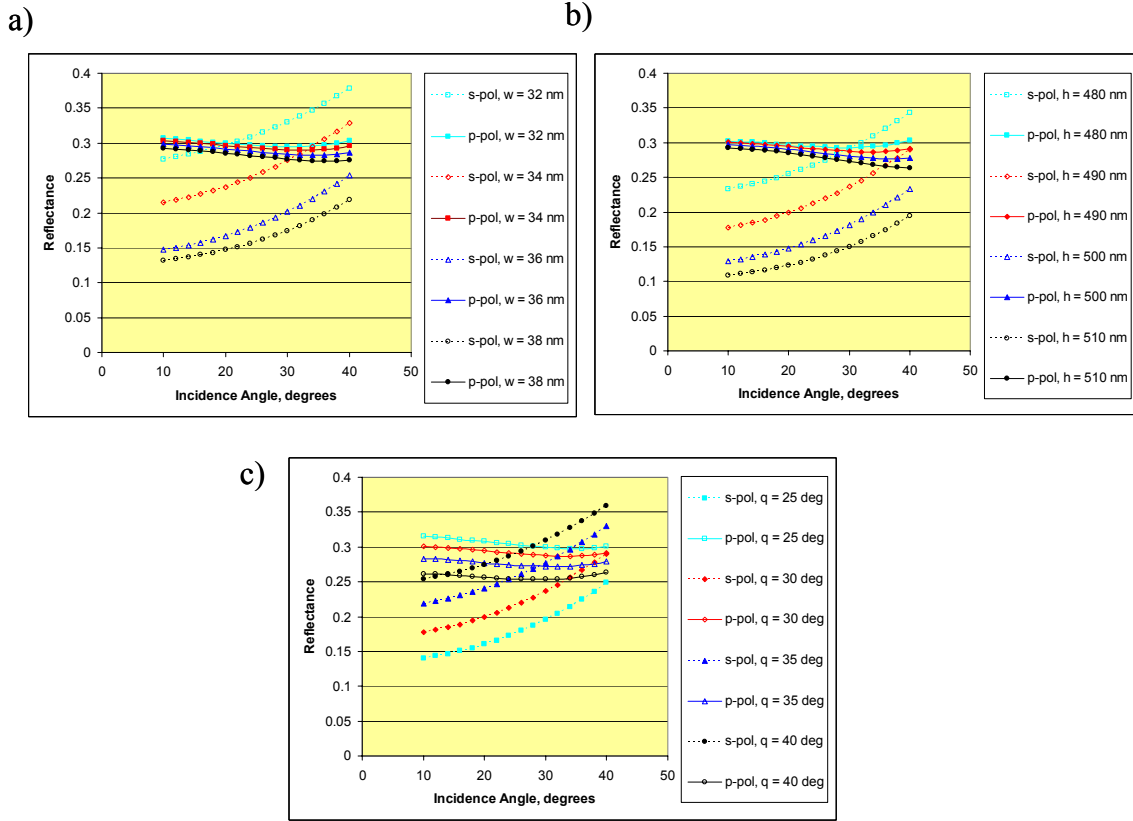 a)
0.4
0.35
0.3
0.25
0.2
0.15
0.1
0.05
0
0 10 20 30 40 50
Reflectance
Incidence Angle, degrees
s-pol, w = 32 nm
p-pol, w = 32 nm
s-pol, w = 34 nm
p-pol, w = 34 nm
s-pol, w = 36 nm
p-pol, w = 36 nm
s-pol, w = 38 nm
p-pol, w = 38 nm
b)
0.4
0.35
0.3
0.25
0.2
0.15
0.1
0.05
0
0 10 20 30 40 50
Reflectance
Incidence Angle, degrees
s-pol, h = 480 nm
p-pol, h = 480 nm
s-pol, h = 490 nm
p-pol, h = 490 nm
s-pol, h = 500 nm
p-pol, h = 500 nm
s-pol, h = 510 nm
p-pol, h = 510 nm
c)
0.4
0.35
0.3
0.25
0.2
0.15
0.1
0.05
0
0 10 20 30 40 50
Reflectance
Incidence Angle, degrees
s-pol, q = 25 deg
p-pol, q = 25 deg
s-pol, q = 30 deg
p-pol, q = 30 deg
s-pol, q = 35 deg
p-pol, q = 35 deg
s-pol, q = 40 deg
p-pol, q = 40 deg